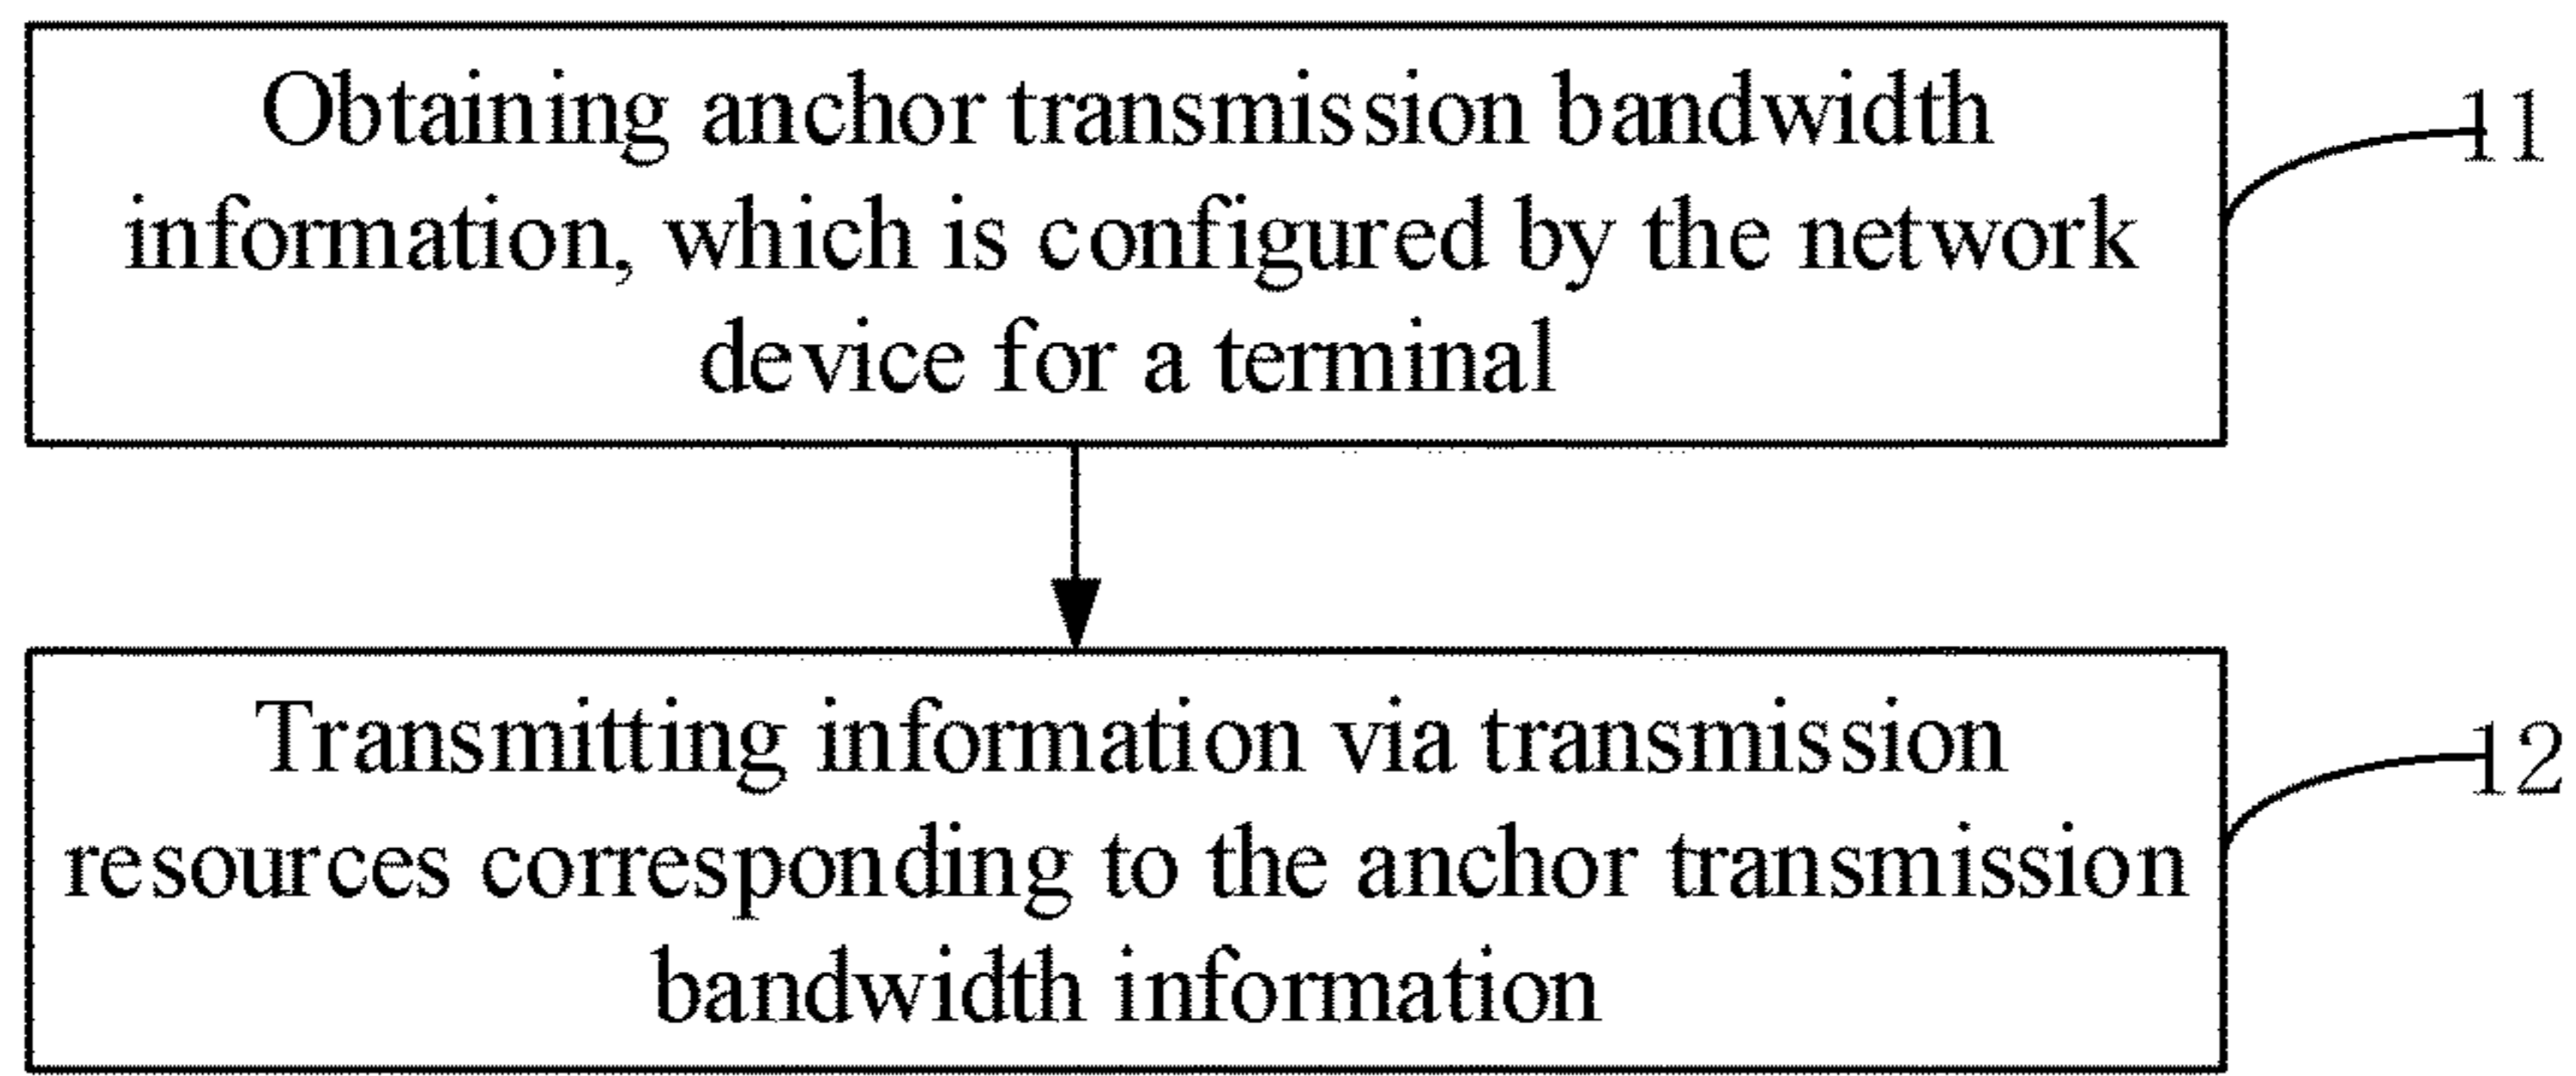 Obtaining anchor transmission bandwidth
information, which is configured by the network
device for a terminal
11
Transmitting information via transmission
resources corresponding to the anchor transmission
bandwidth information
12